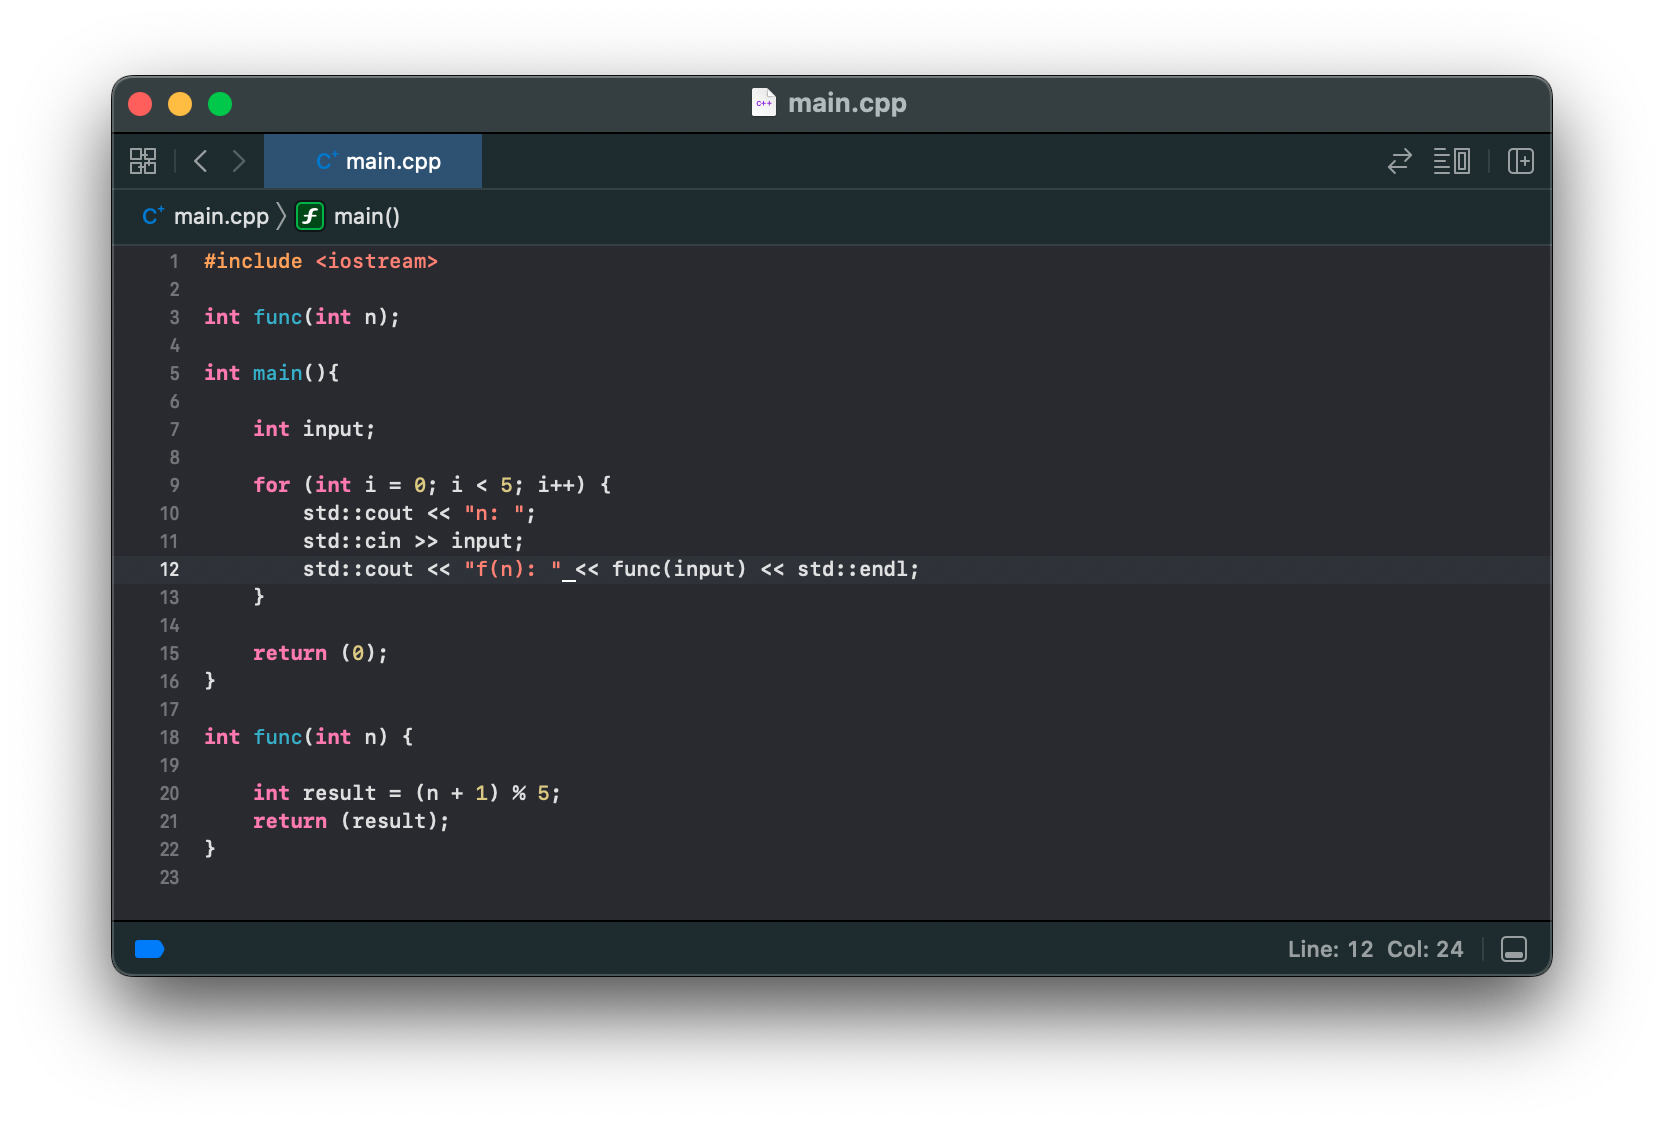 main.cpp
main.cpp
main.cpp main()
1 #include <iostream>
2
3 int func(int n);
4
5 int main(){
6
7     int input;
8
9     for (int i = 0; i < 5; i++) {
10         std::cout << "n: ";
11         std::cin >> input;
12         std::cout << "f(n): " << func(input) << std::endl;
13     }
14
15     return (0);
16 }
17
18 int func(int n) {
19
20     int result = (n + 1) % 5;
21     return (result);
22 }
23
Line: 12 Col: 24